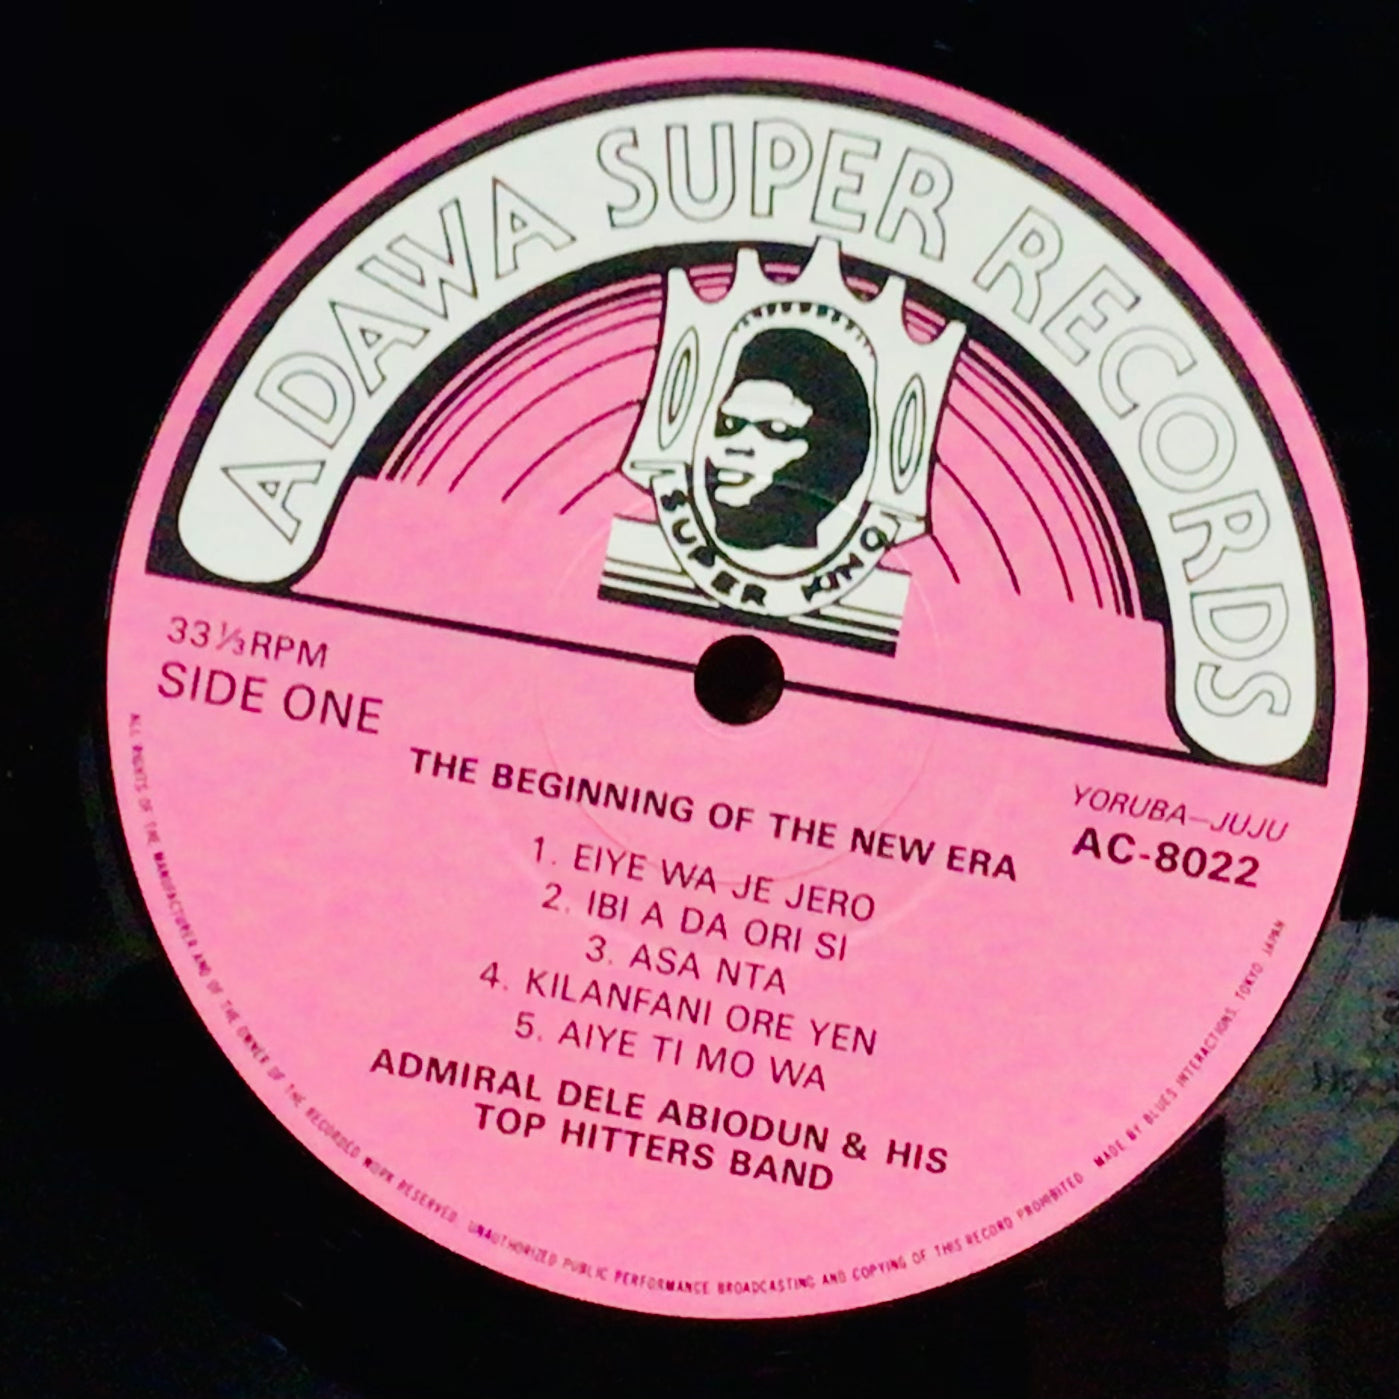 ADAWA SUPER RECORDS
SUPER KING
33⅓RPM
SIDE ONE
YORUBA—JUJU
AC-8022
THE BEGINNING OF THE NEW ERA
1. EIYE WA JE JERO
2. IBI A DA ORI SI
3. ASA NTA
4. KILANFANI ORE YEN
5. AIYE TI MO WA
ADMIRAL DELE ABIODUN & HIS
TOP HITTERS BAND
ALL RIGHTS OF THE MANUFACTURER AND OF THE OWNER OF THE RECORDED WORK RESERVED. UNAUTHORIZED PUBLIC PERFORMANCE BROADCASTING AND COPYING OF THIS RECORD PROHIBITED MADE BY BLUES INTERACTIONS. TOKYO JAPAN